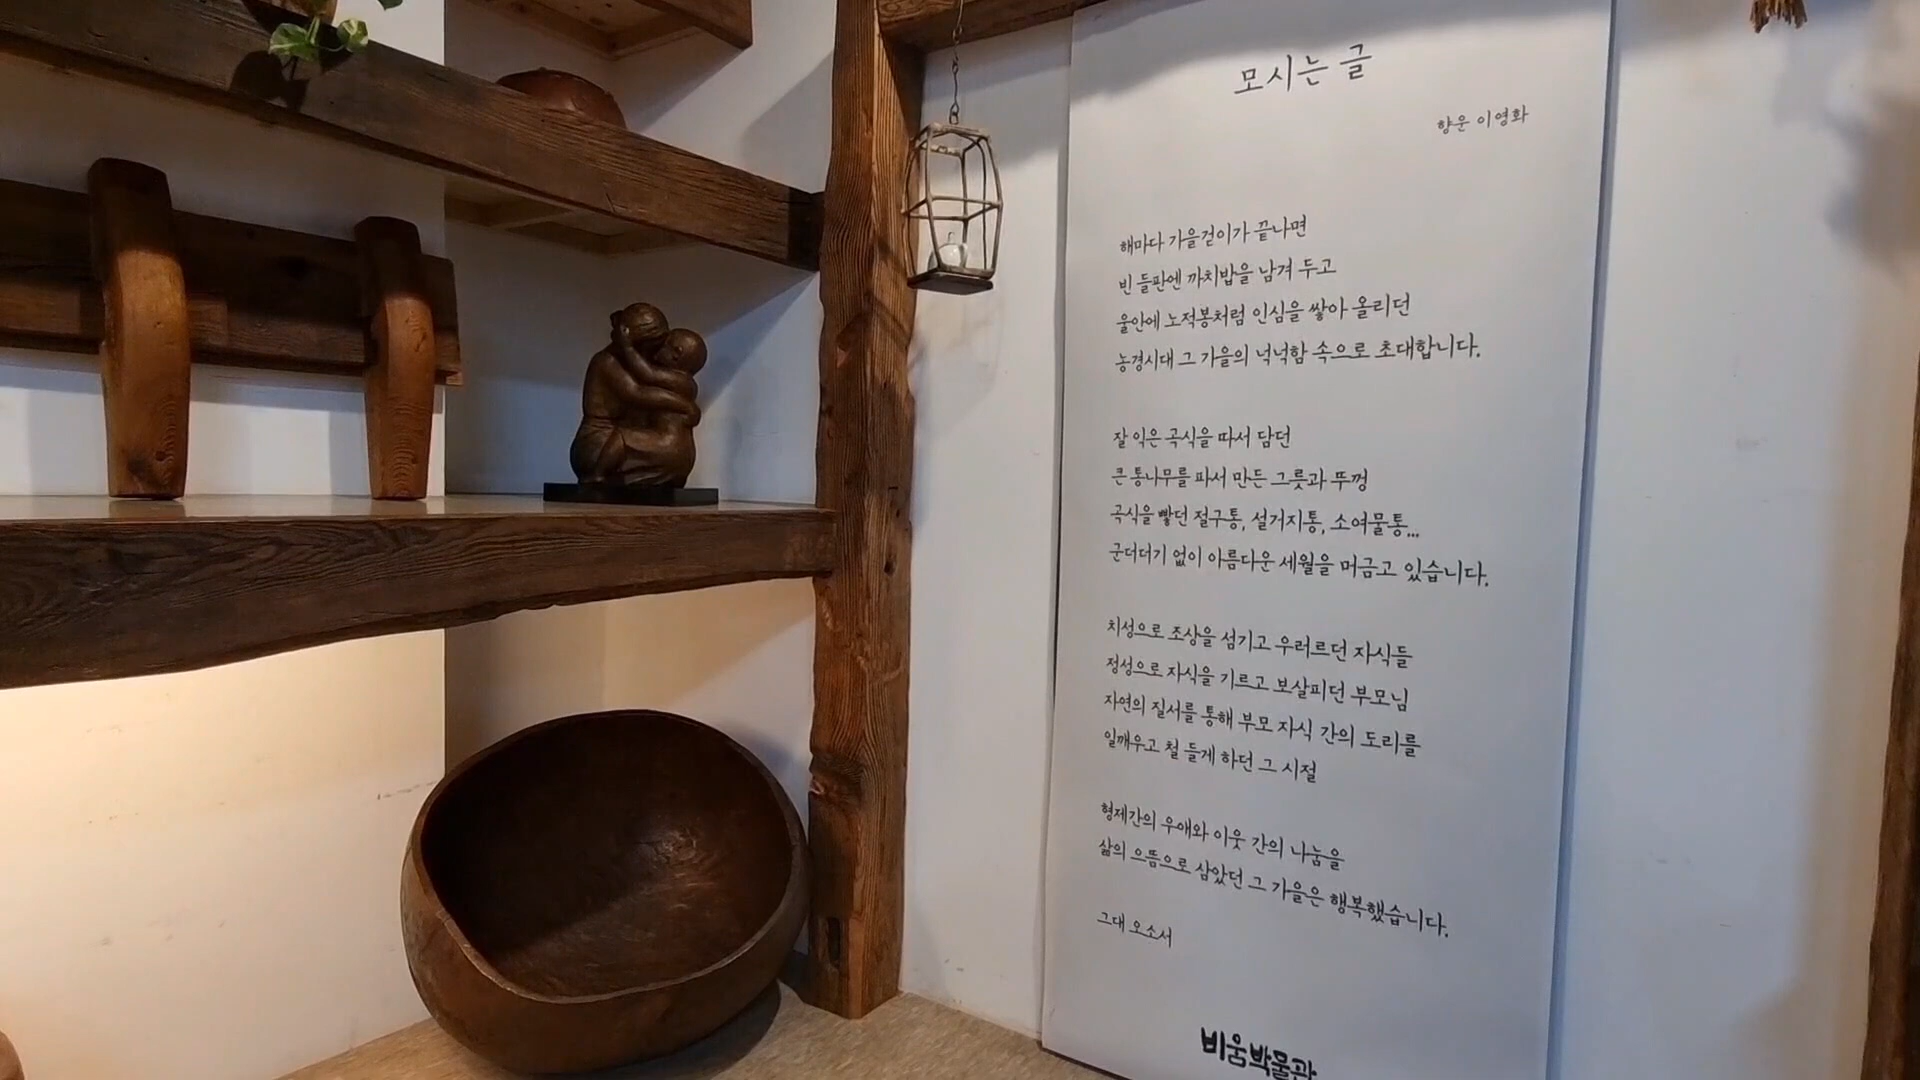 모시는 글
향운 이영화
해마다 가을걷이가 끝나면
빈 들판엔 까치밥을 남겨 두고
울안에 노적봉처럼 인심을 쌓아 올리던
농경시대 그 가을의 넉넉함 속으로 초대합니다.
잘 익은 곡식을 따서 담던
큰 통나무를 파서 만든 그릇과 뚜껑
곡식을 빻던 절구통, 설거지통, 소여물통...
군더더기 없이 아름다운 세월을 머금고 있습니다.
치성으로 조상을 섬기고 우러르던 자식들
정성으로 자식을 기르고 보살피던 부모님
자연의 질서를 통해 부모 자식 간의 도리를
일깨우고 철 들게 하던 그 시절
형제간의 우애와 이웃 간의 나눔을
삶의 으뜸으로 삼았던 그 가을은 행복했습니다.
그대 오소서
비움박물관